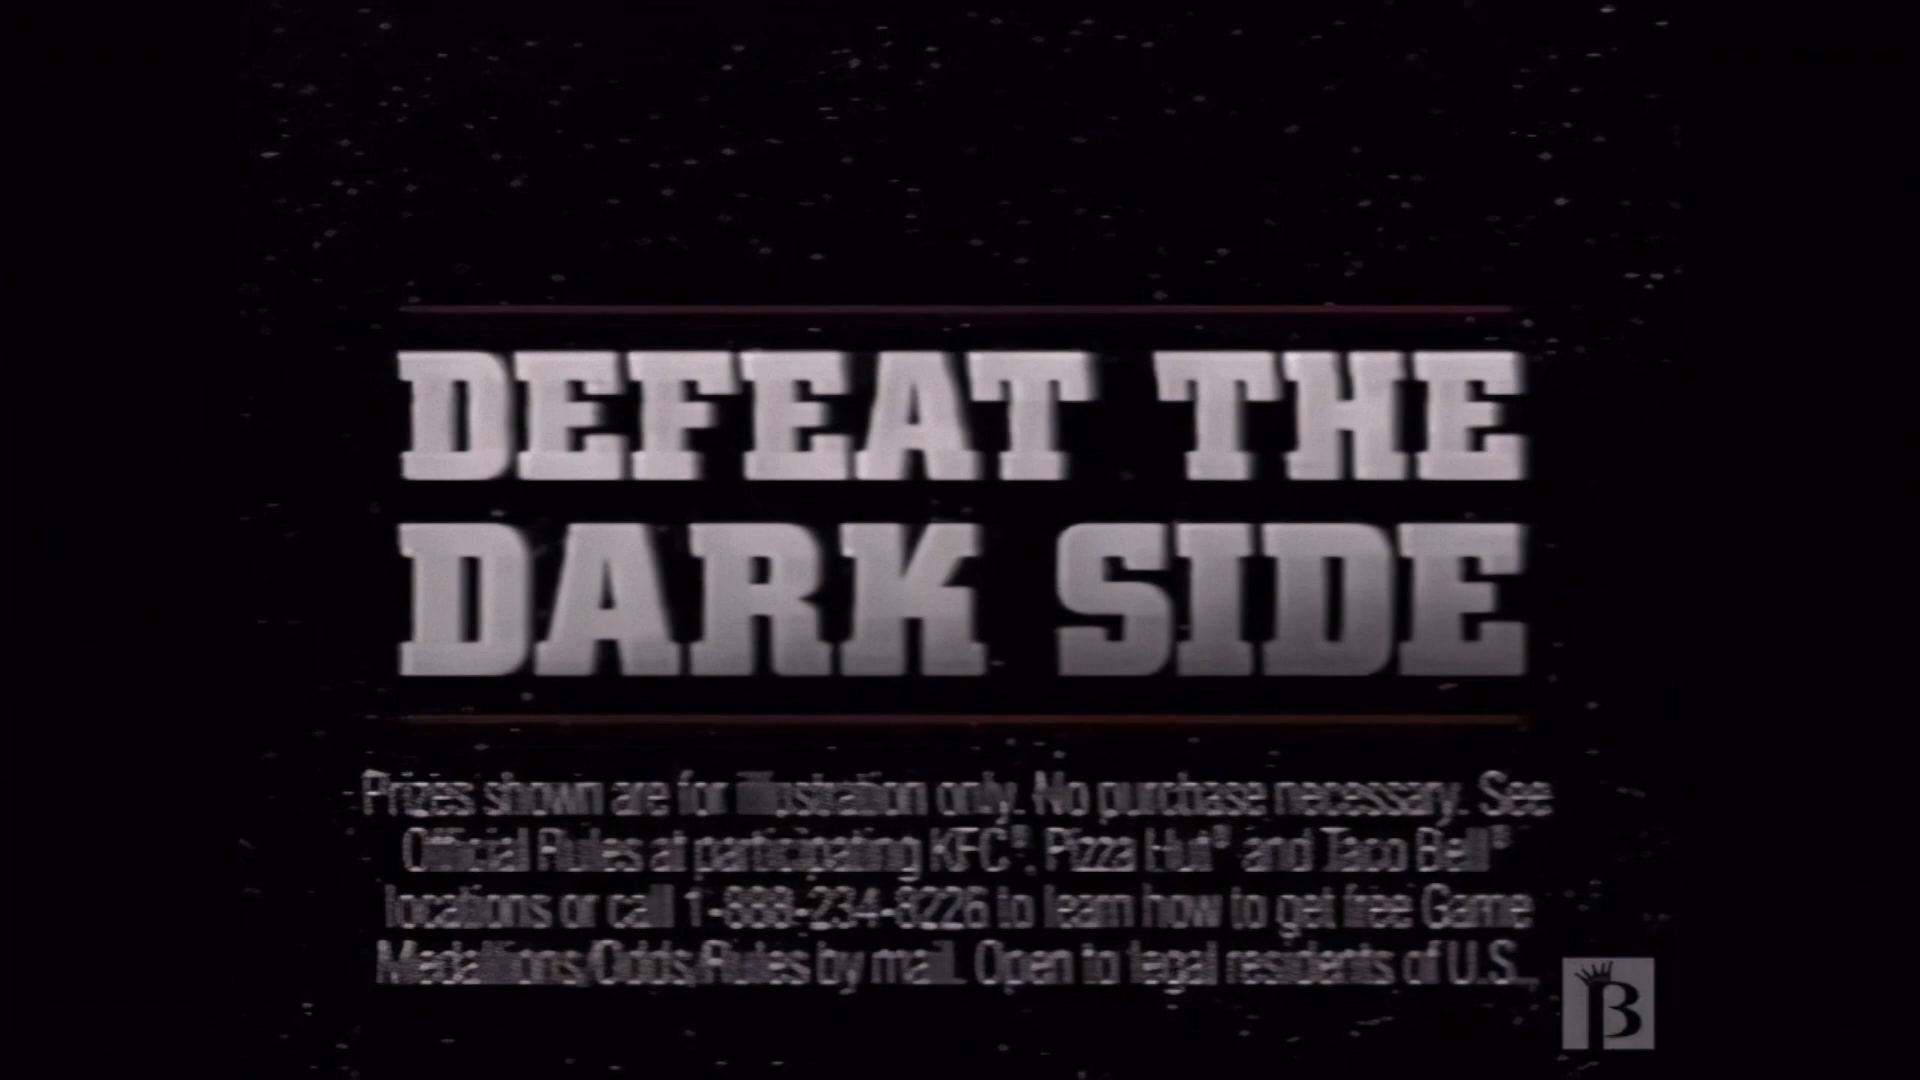 DEFEAT THE
DARK SIDE
Prizes shown are for illustration only. No purchase necessary. See
Official Rules at participating KFC®, Pizza Hut® and Taco Bell®
locations or call 1-888-234-8226 to learn how to get free Game
Medallions/Odds/Rules by mail. Open to legal residents of U.S.,
B